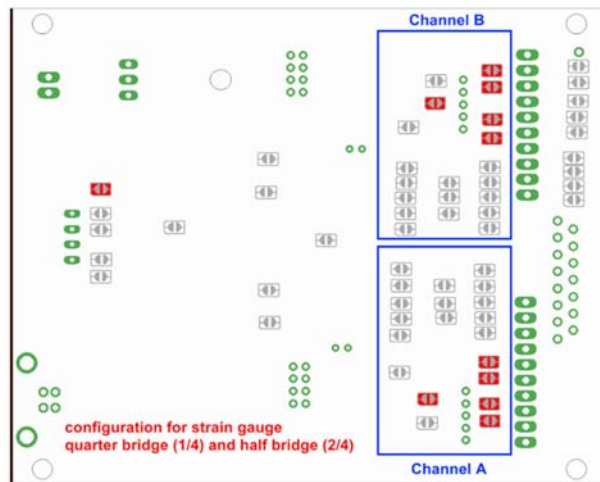 Channel B
configuration for strain gauge
quarter bridge (1/4) and half bridge (2/4)
Channel A